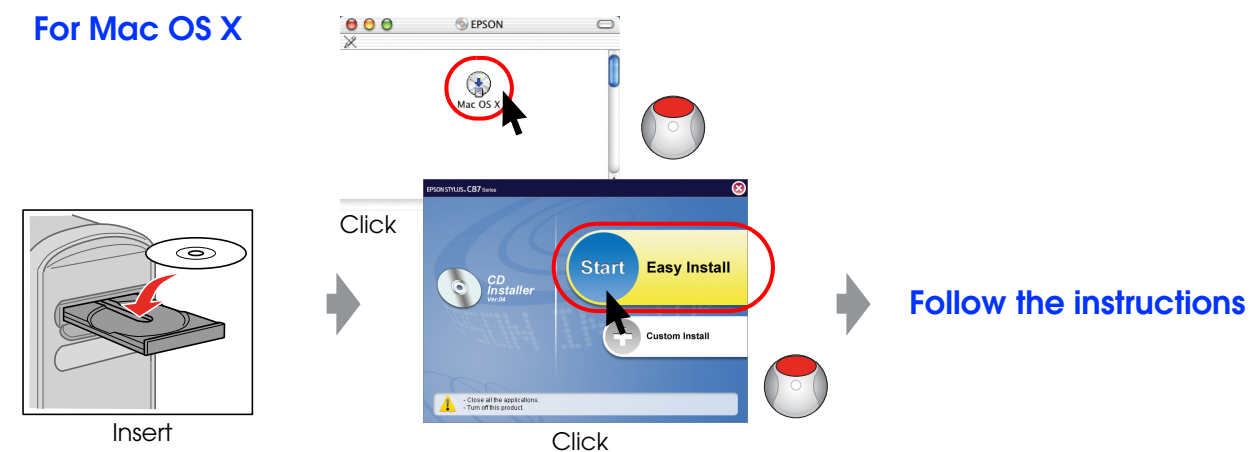 For Mac OS X
EPSON
Mac OS X
Click
Insert
EPSON STYLUS™ C87 Series
CD
Installer
Ver.04
Start
Easy Install
Custom Install
- Close all the applications.
- Turn off this product.
Click
Follow the instructions